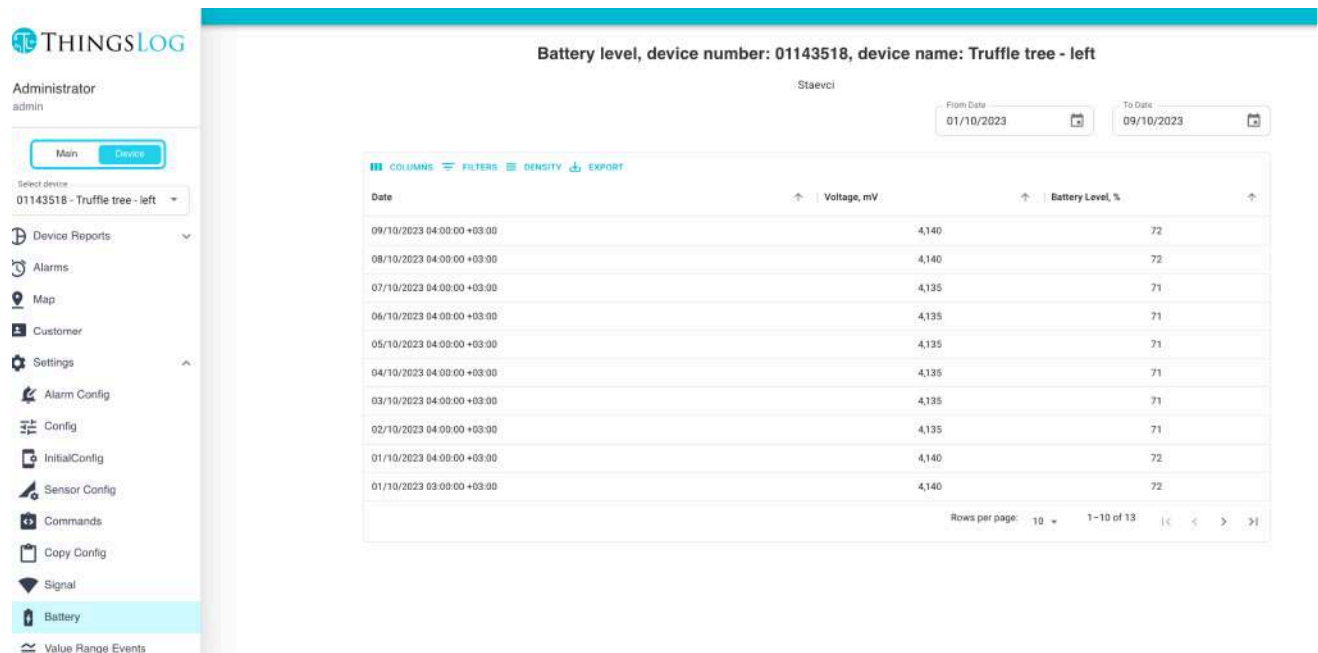 THINGSLOG
Administrator
admin
Main Device
Select device
01143518 - Truffle tree - left
Device Reports
Alarms
Map
Customer
Settings
Alarm Config
Config
InitialConfig
Sensor Config
Commands
Copy Config
Signal
Battery
Value Range Events
Battery level, device number: 01143518, device name: Truffle tree - left
Staevci
From Date To Date
01/10/2023 09/10/2023
COLUMNS FILTERS DENSITY EXPORT
Date Voltage, mV Battery Level, %
09/10/2023 04:00:00 +03:00 4,140 72
08/10/2023 04:00:00 +03:00 4,140 72
07/10/2023 04:00:00 +03:00 4,135 71
06/10/2023 04:00:00 +03:00 4,135 71
05/10/2023 04:00:00 +03:00 4,135 71
04/10/2023 04:00:00 +03:00 4,135 71
03/10/2023 04:00:00 +03:00 4,135 71
02/10/2023 04:00:00 +03:00 4,135 71
01/10/2023 04:00:00 +03:00 4,140 72
01/10/2023 03:00:00 +03:00 4,140 72
Rows per page: 10 1–10 of 13